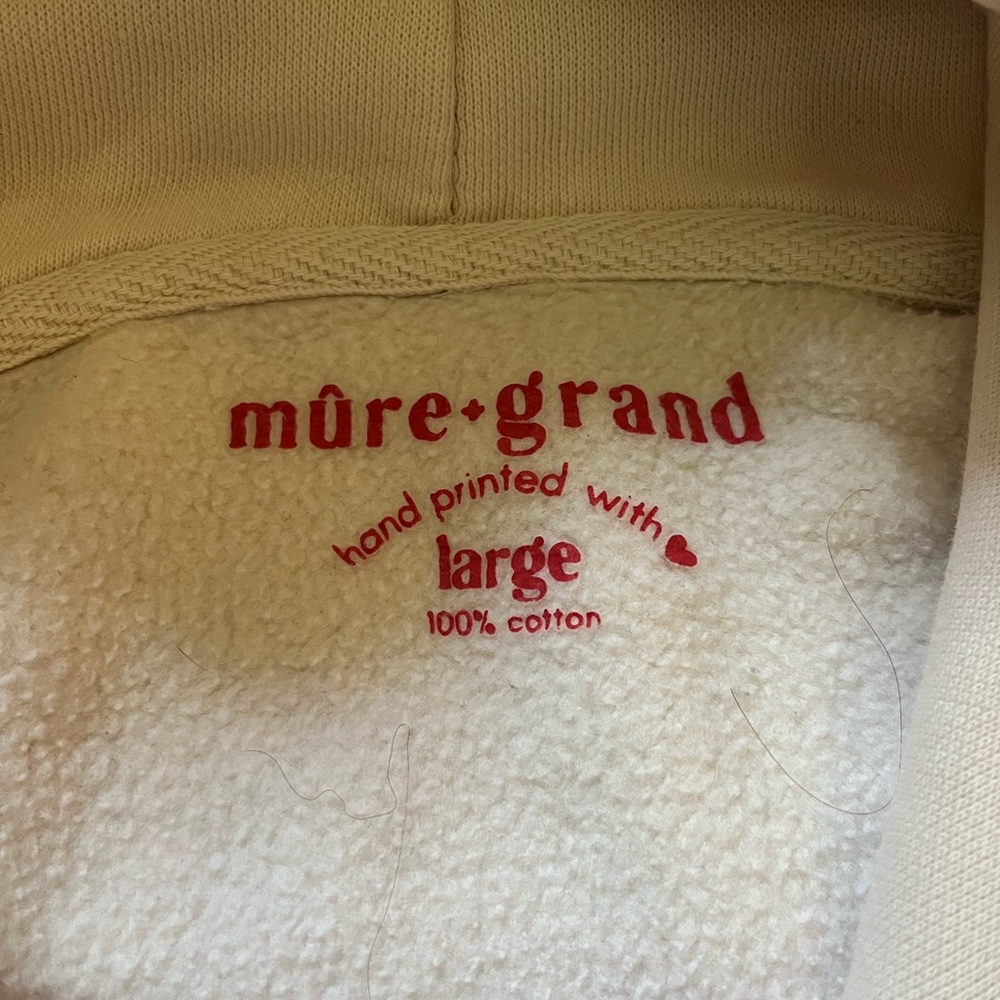 mûre+grand
hand printed with
large
100% cotton